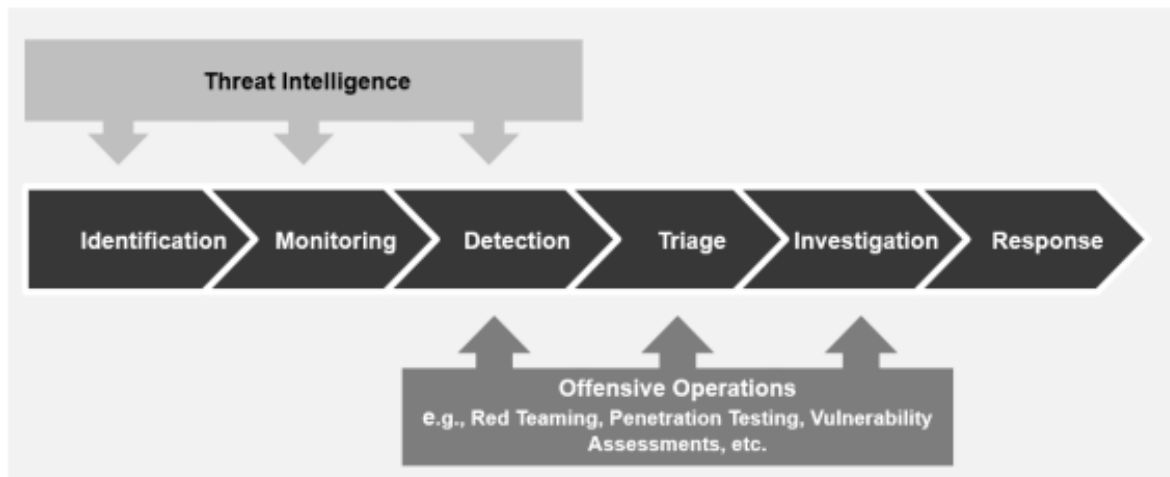 Threat Intelligence
Identification
Monitoring
Detection
Triage
Investigation
Response
Offensive Operations
e.g., Red Teaming, Penetration Testing, Vulnerability
Assessments, etc.